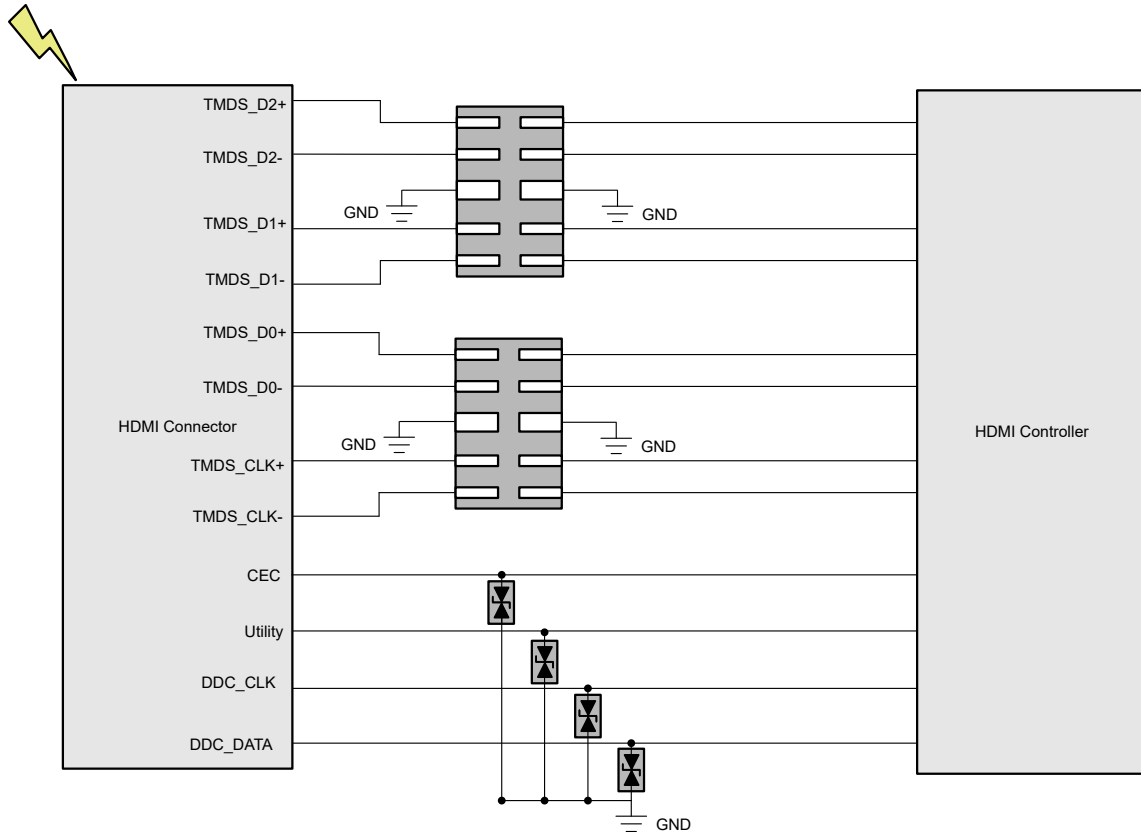 TMDS_D2+
TMDS_D2-
GND
GND
TMDS_D1+
TMDS_D1-
TMDS_D0+
TMDS_D0-
HDMI Connector
HDMI Controller
GND
GND
TMDS_CLK+
TMDS_CLK-
CEC
Utility
DDC_CLK
DDC_DATA
GND